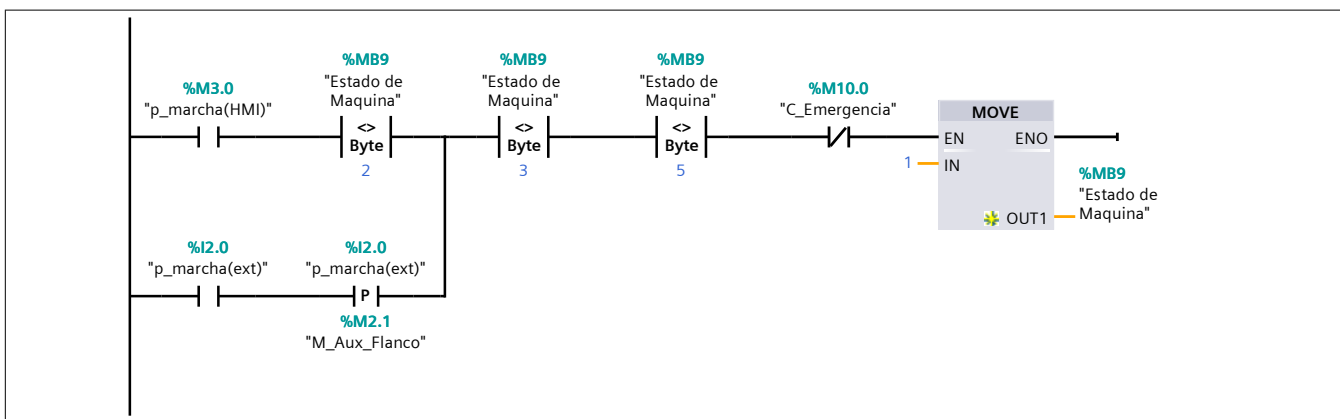 %MB9
%MB9
%MB9
"Estado de
Maquina"
"Estado de
Maquina"
"Estado de
Maquina"
%M3.0
"p_marcha(HMI)"
%M10.0
"C_Emergencia"
<>
Byte
2
<>
Byte
3
<>
Byte
5
MOVE
EN ENO
1 IN
OUT1
%MB9
"Estado de
Maquina"
%I2.0
"p_marcha(ext)"
%I2.0
"p_marcha(ext)"
P
%M2.1
"M_Aux_Flanco"